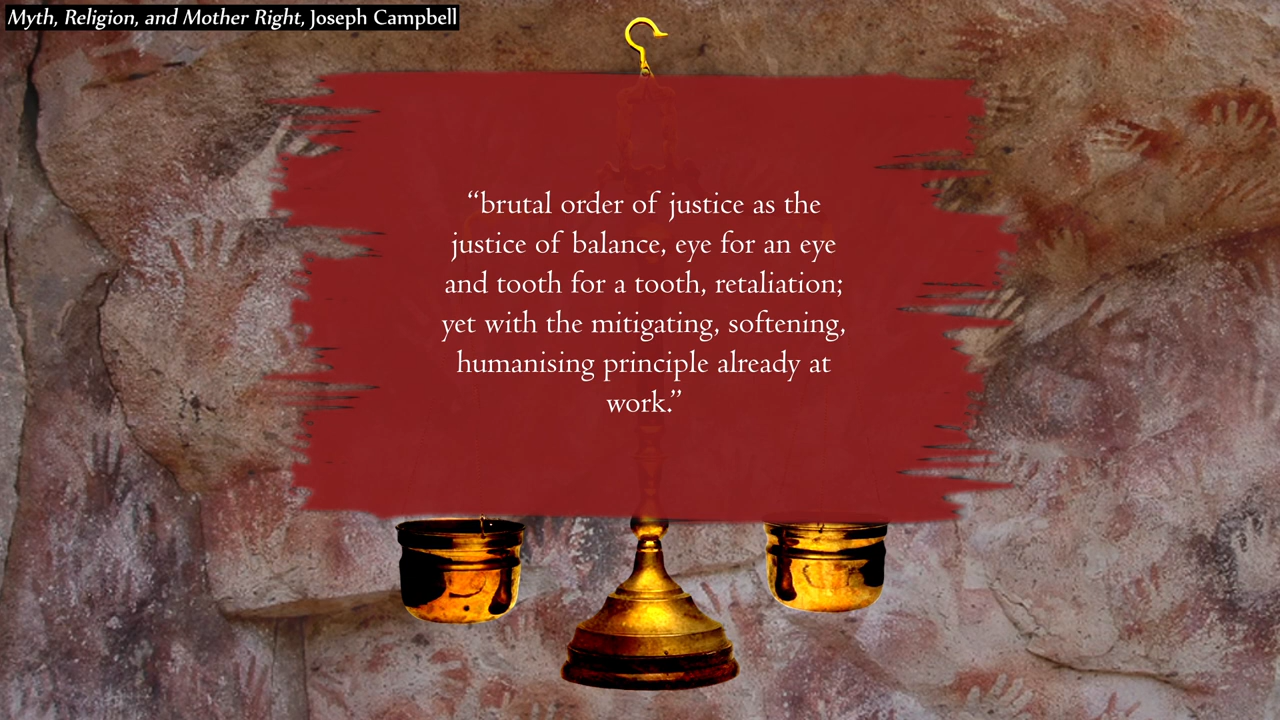 Myth, Religion, and Mother Right, Joseph Campbell
“brutal order of justice as the
justice of balance, eye for an eye
and tooth for a tooth, retaliation;
yet with the mitigating, softening,
humanising principle already at
work.”